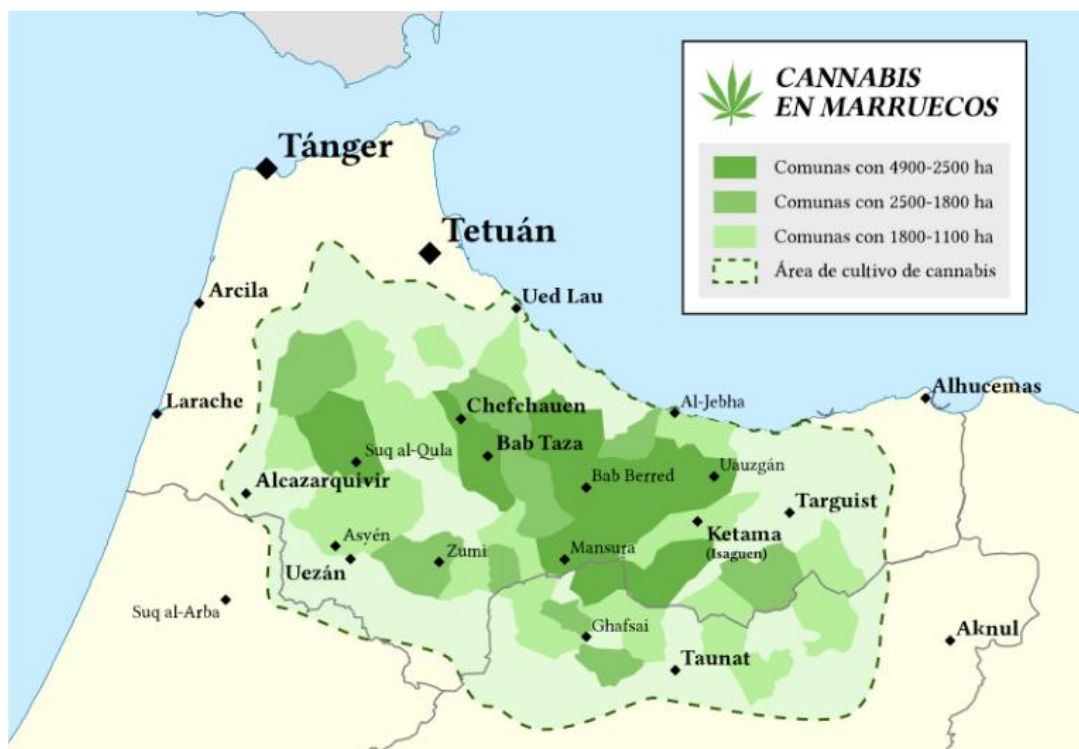 CANNABIS
EN MARRUECOS
Comunas con 4900-2500 ha
Comunas con 2500-1800 ha
Comunas con 1800-1100 ha
Área de cultivo de cannabis
Tánger
Tetuán
Arcila
Ued Lau
Larache
Chefchauen
Al-Jebha
Alhucemas
Bab Taza
Suq al-Qula
Bab Berred
Uauzgán
Alcazarquivir
Targuist
Ketama
(Isaguen)
Asyén
Zumi
Mansura
Uezán
Suq al-Arba
Ghafsai
Taunat
Aknul